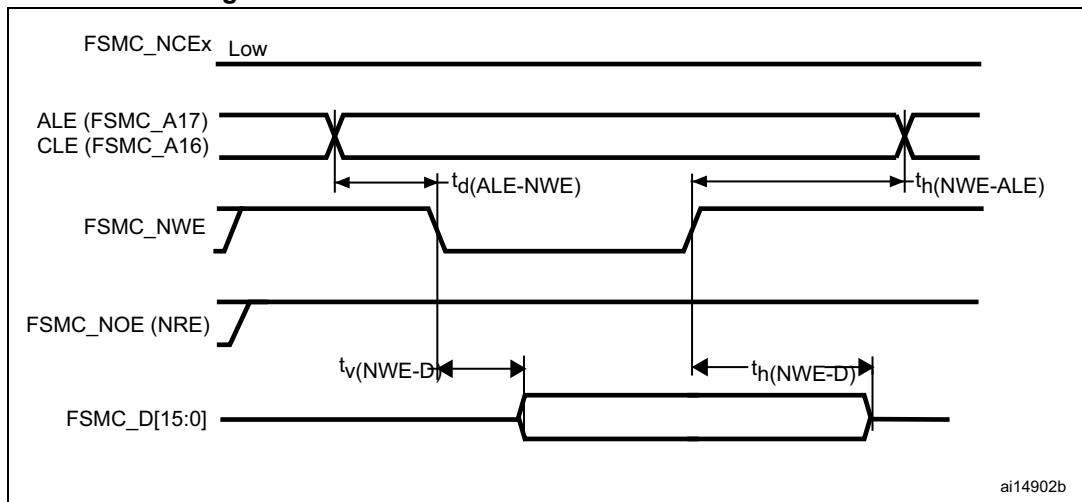 FSMC_NCEx Low
ALE (FSMC_A17)
CLE (FSMC_A16)
td(ALE-NWE)
th(NWE-ALE)
FSMC_NWE
FSMC_NOE (NRE)
tv(NWE-D)
th(NWE-D)
FSMC_D[15:0]
ai14902b